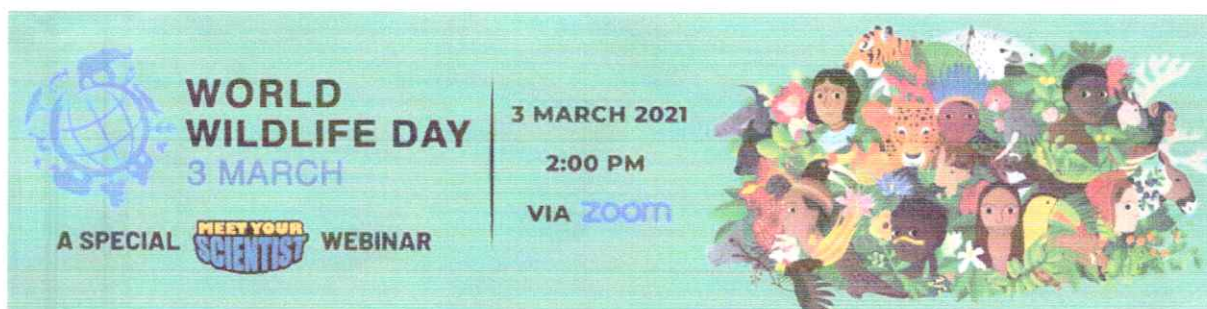 WORLD
WILDLIFE DAY
3 MARCH
A SPECIAL MEET YOUR SCIENTIST WEBINAR
3 MARCH 2021
2:00 PM
VIA zoom